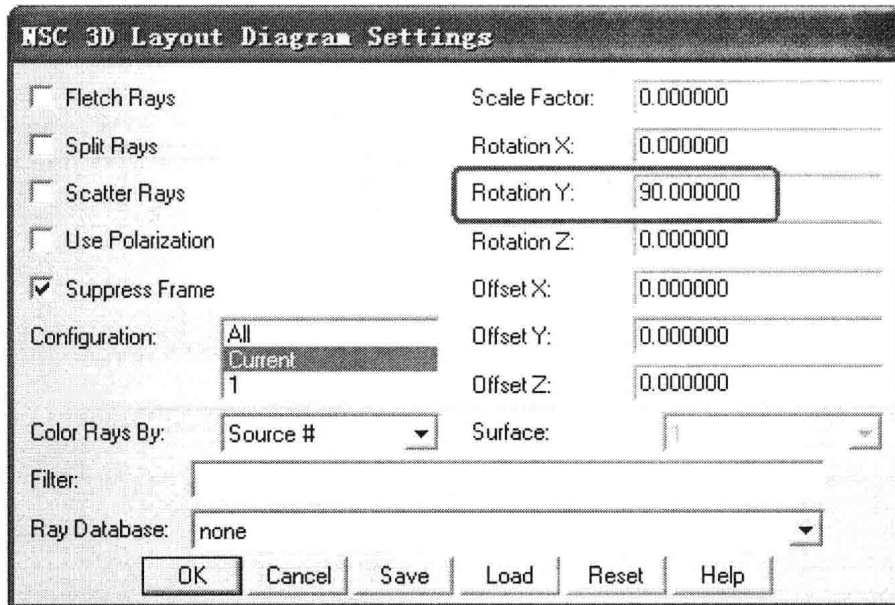 NSC 3D Layout Diagram Settings
Fletch Rays
Split Rays
Scatter Rays
Use Polarization
Suppress Frame
Configuration:
All
Current
1
Color Rays By:
Source #
Scale Factor:
0.000000
Rotation X:
0.000000
Rotation Y:
90.000000
Rotation Z:
0.000000
Offset X:
0.000000
Offset Y:
0.000000
Offset Z:
0.000000
Surface:
1
Filter:
Ray Database:
none
OK
Cancel
Save
Load
Reset
Help